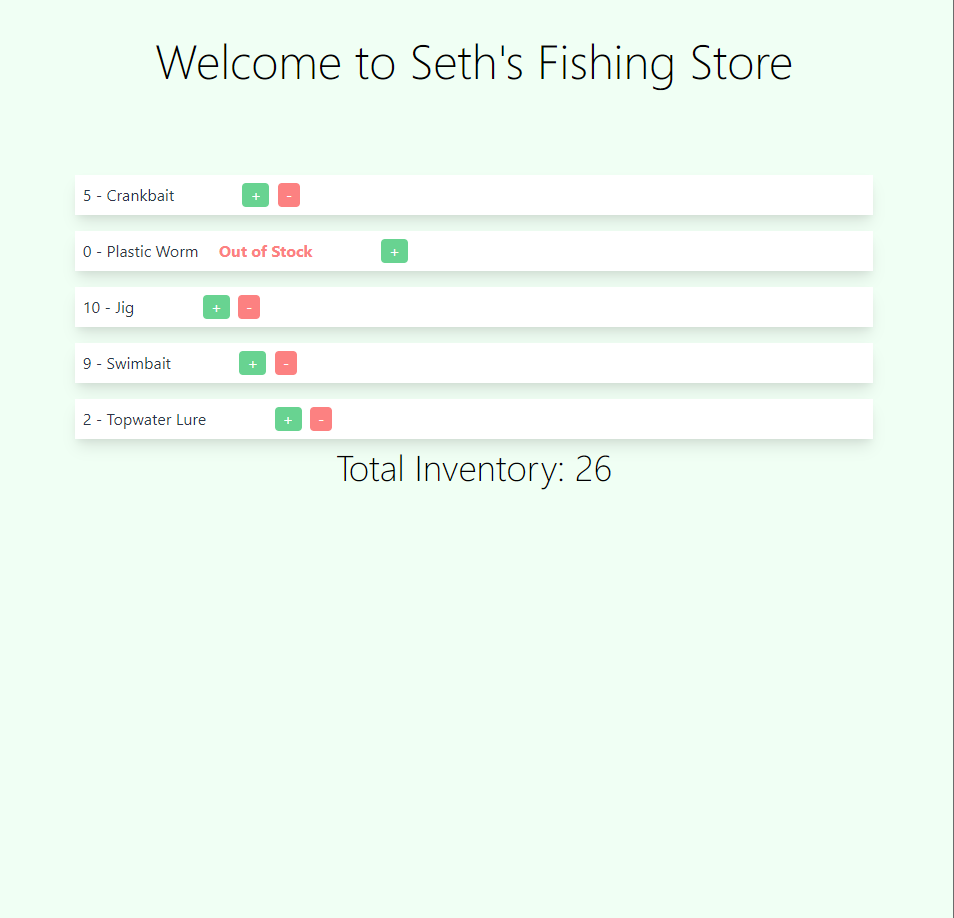 Welcome to Seth's Fishing Store
5 - Crankbait + -
0 - Plastic Worm Out of Stock +
10 - Jig + -
9 - Swimbait + -
2 - Topwater Lure + -
Total Inventory: 26